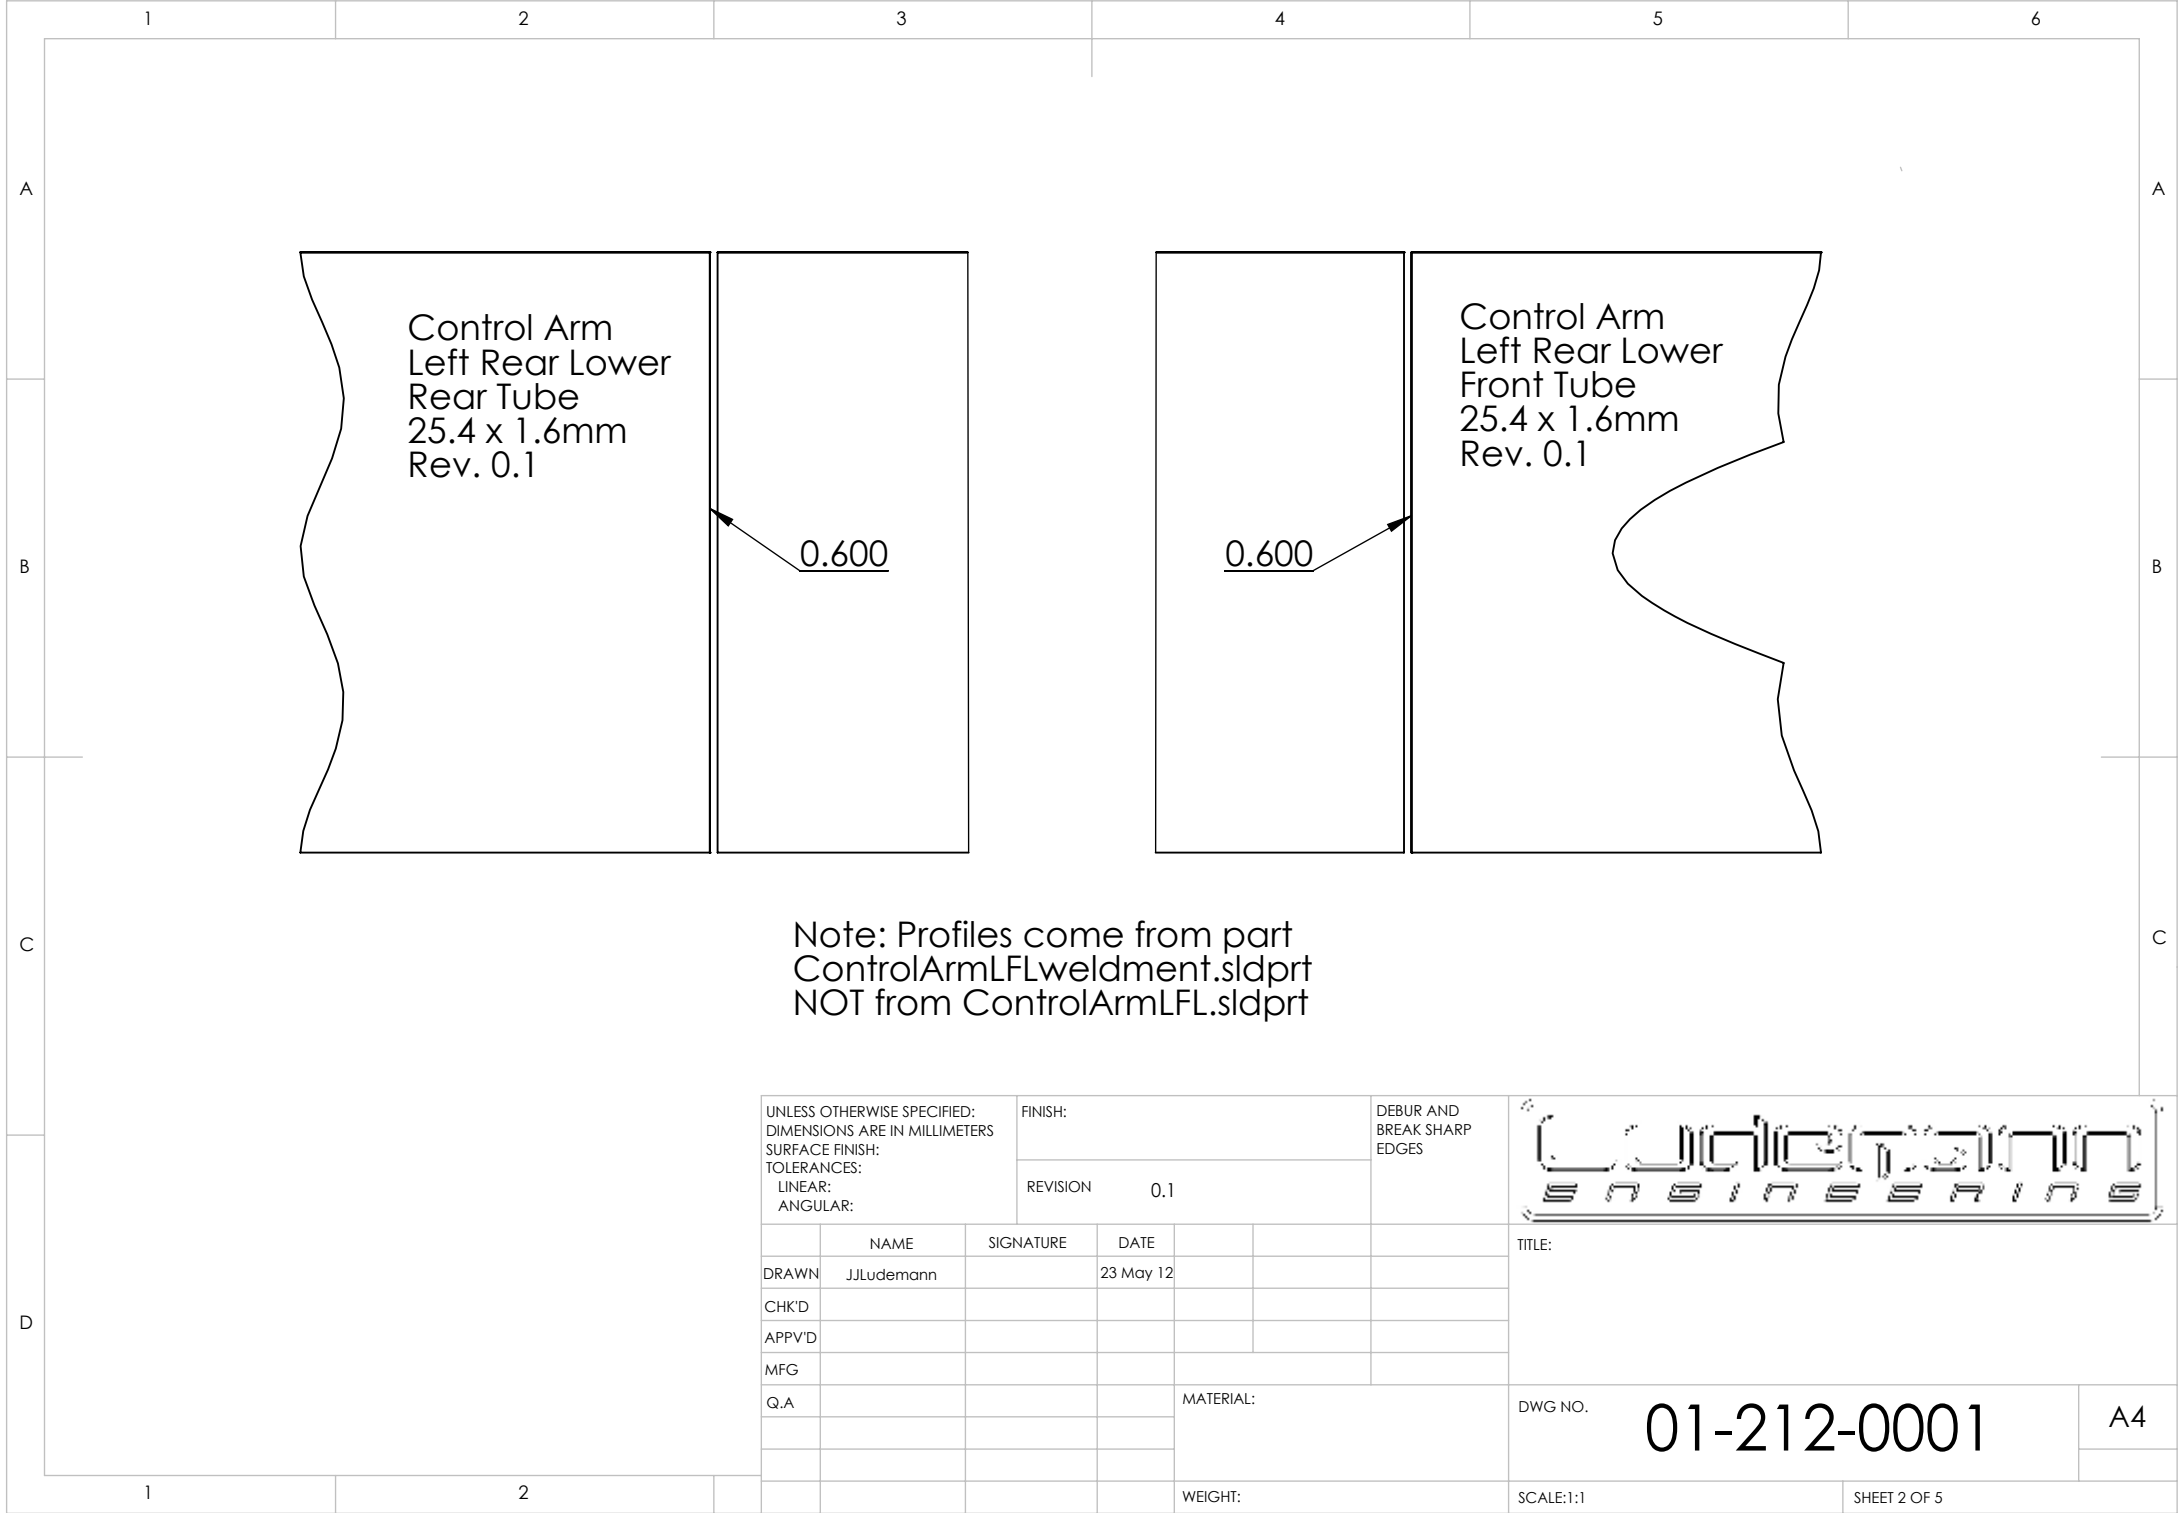 1 2 3 4 5 6
A A
Control Arm
Left Rear Lower
Rear Tube
25.4 x 1.6mm
Rev. 0.1
Control Arm
Left Rear Lower
Front Tube
25.4 x 1.6mm
Rev. 0.1
0.600 0.600
B B
Note: Profiles come from part
ControlArmLFLweldment.sldprt
NOT from ControlArmLFL.sldprt
C C
UNLESS OTHERWISE SPECIFIED:
DIMENSIONS ARE IN MILLIMETERS
SURFACE FINISH:
TOLERANCES:
LINEAR:
ANGULAR:
FINISH:
REVISION 0.1
DEBUR AND
BREAK SHARP
EDGES
Ludemann
ENGINEERING
NAME SIGNATURE DATE
DRAWN JJLudemann 23 May 12
CHK'D
APPV'D
MFG
Q.A
TITLE:
MATERIAL:
DWG NO. 01-212-0001
A4
WEIGHT:
SCALE:1:1
SHEET 2 OF 5
D
1 2